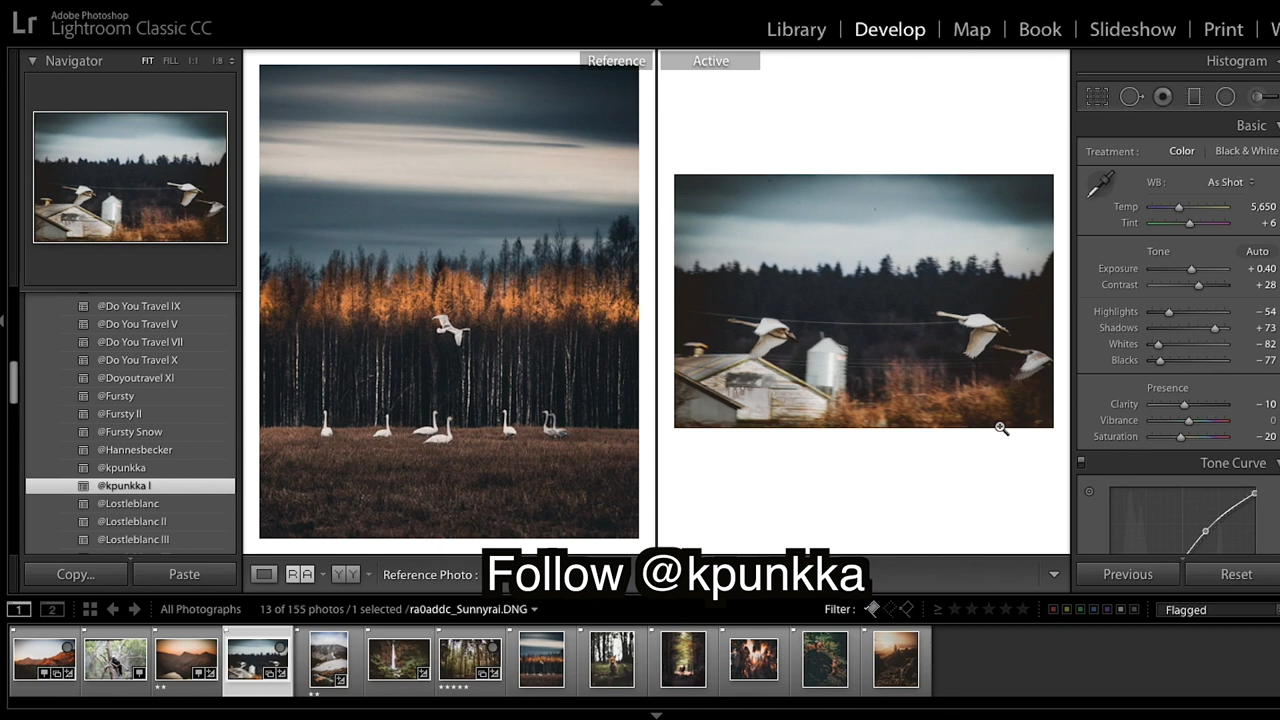 Lr Adobe Photoshop
Lightroom Classic CC
Library | Develop | Map | Book | Slideshow | Print |
Navigator FIT FILL 1:1 1:8
Reference
Active
Histogram
Basic
Treatment : Color Black & White
WB : As Shot
Temp 5,650
Tint + 6
Tone Auto
Exposure + 0.40
Contrast + 28
Highlights − 54
Shadows + 73
Whites − 82
Blacks − 77
Presence
Clarity − 10
Vibrance 0
Saturation − 20
Tone Curve
@Do You Travel IX
@Do You Travel V
@Do You Travel VII
@Do You Travel X
@Doyoutravel XI
@Fursty
@Fursty II
@Fursty Snow
@Hannesbecker
@kpunkka
@kpunkka I
@Lostleblanc
@Lostleblanc II
@Lostleblanc III
Copy... Paste
R A Y Y Reference Photo :
Follow @kpunkka
Previous Reset
1 2 All Photographs 13 of 155 photos / 1 selected / ra0addc_Sunnyrai.DNG
Filter : Flagged